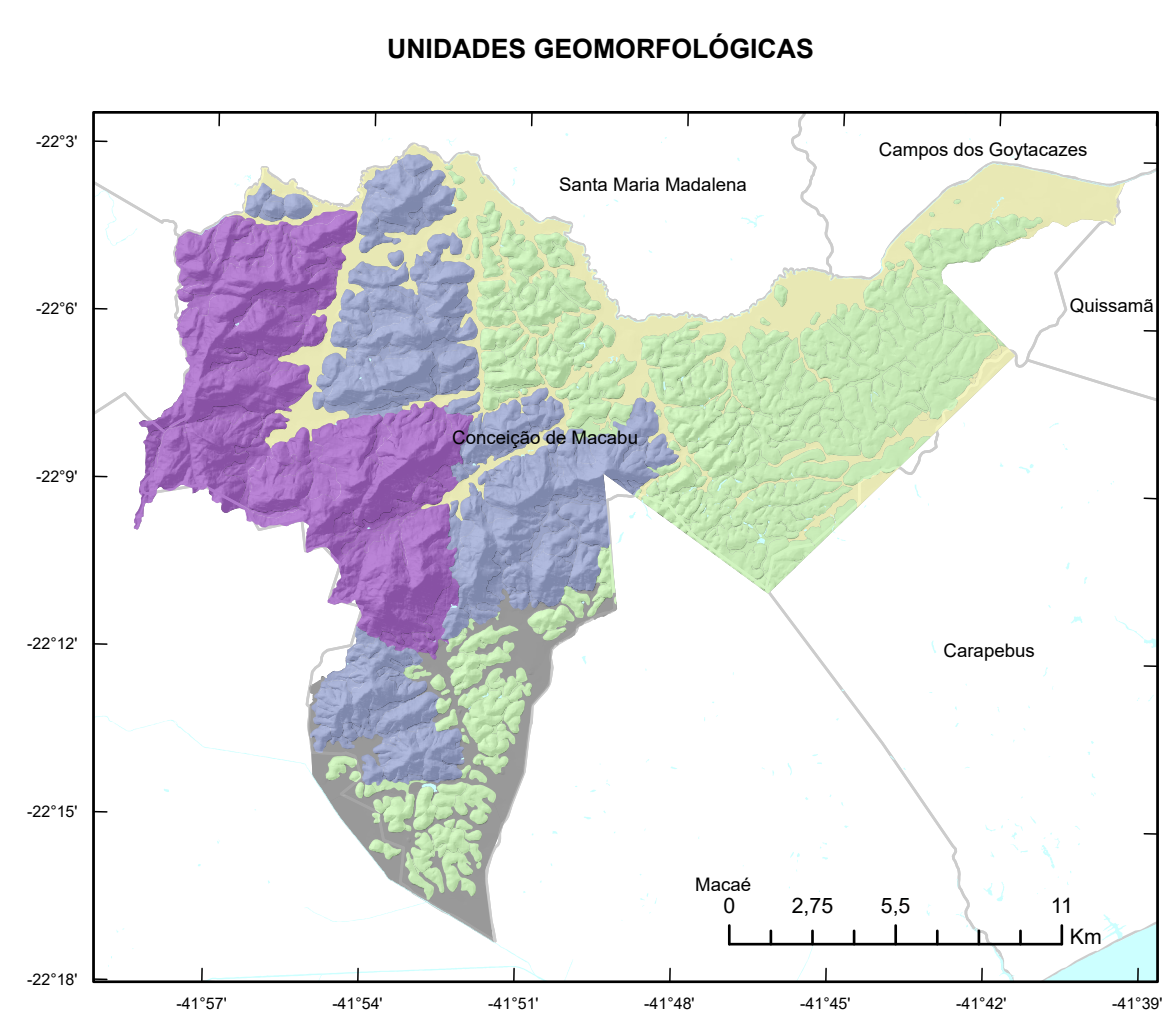 UNIDADES GEOMORFOLÓGICAS
-22°3'
Campos dos Goytacazes
Santa Maria Madalena
-22°6'
Quissamã
Conceição de Macabu
-22°9'
-22°12'
Carapebus
-22°15'
Macaé
0 2,75 5,5 11
Km
-22°18'
-41°57' -41°54' -41°51' -41°48' -41°45' -41°42' -41°39'